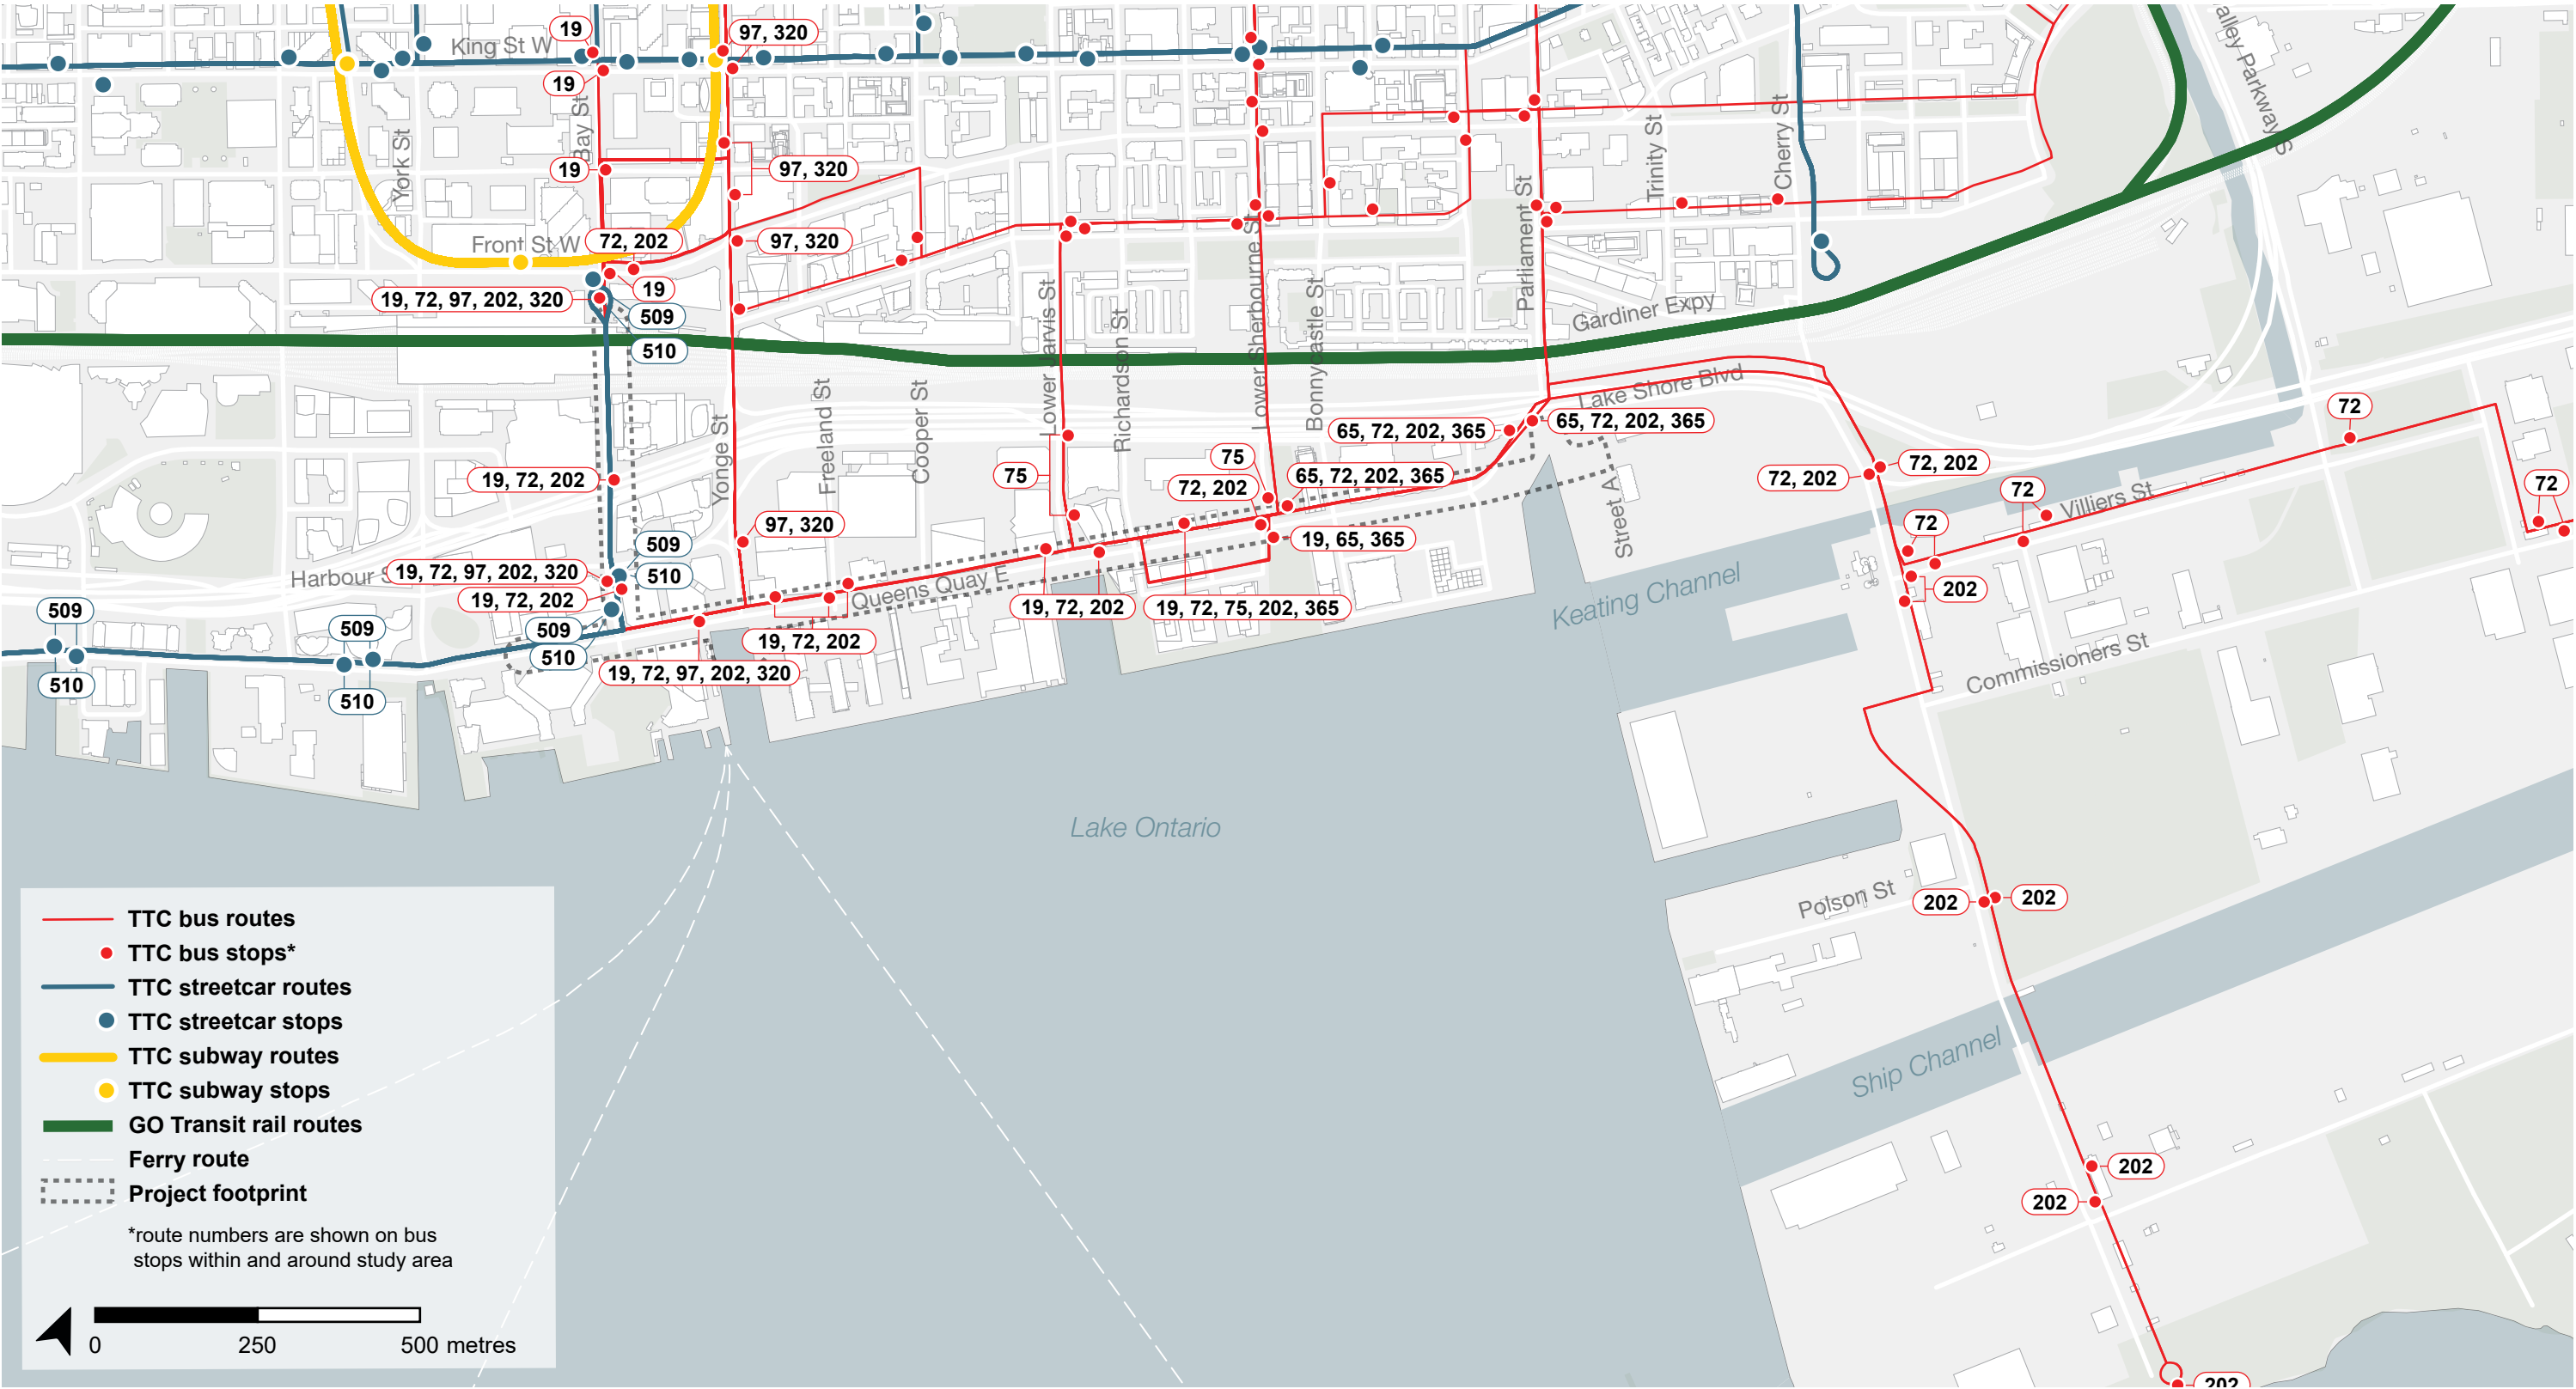 19
97, 320
King St W
alley Parkway S
19
Bay St
York St
19
97, 320
Trinity St
Cherry St
Parliament St
Front St W
72, 202
97, 320
Lower Sherbourne St
19
19, 72, 97, 202, 320
509
510
Lower Jarvis St
Richardson St
Bonnycastle St
Gardiner Expy
Lake Shore Blvd
Yonge St
Freeland St
Cooper St
65, 72, 202, 365
65, 72, 202, 365
72
75
75
72, 202
65, 72, 202, 365
72, 202
72, 202
19, 72, 202
72
72
Villiers St
Street A
97, 320
19, 65, 365
72
509
510
Harbour S
19, 72, 97, 202, 320
19, 72, 202
Queens Quay E
19, 72, 202
19, 72, 75, 202, 365
Keating Channel
202
509
509
509
19, 72, 202
510
510
510
19, 72, 97, 202, 320
Commissioners St
Lake Ontario
Polson St
202
202
Ship Channel
202
202
202
TTC bus routes
TTC bus stops*
TTC streetcar routes
TTC streetcar stops
TTC subway routes
TTC subway stops
GO Transit rail routes
Ferry route
Project footprint
*route numbers are shown on bus
stops within and around study area
0 250 500 metres